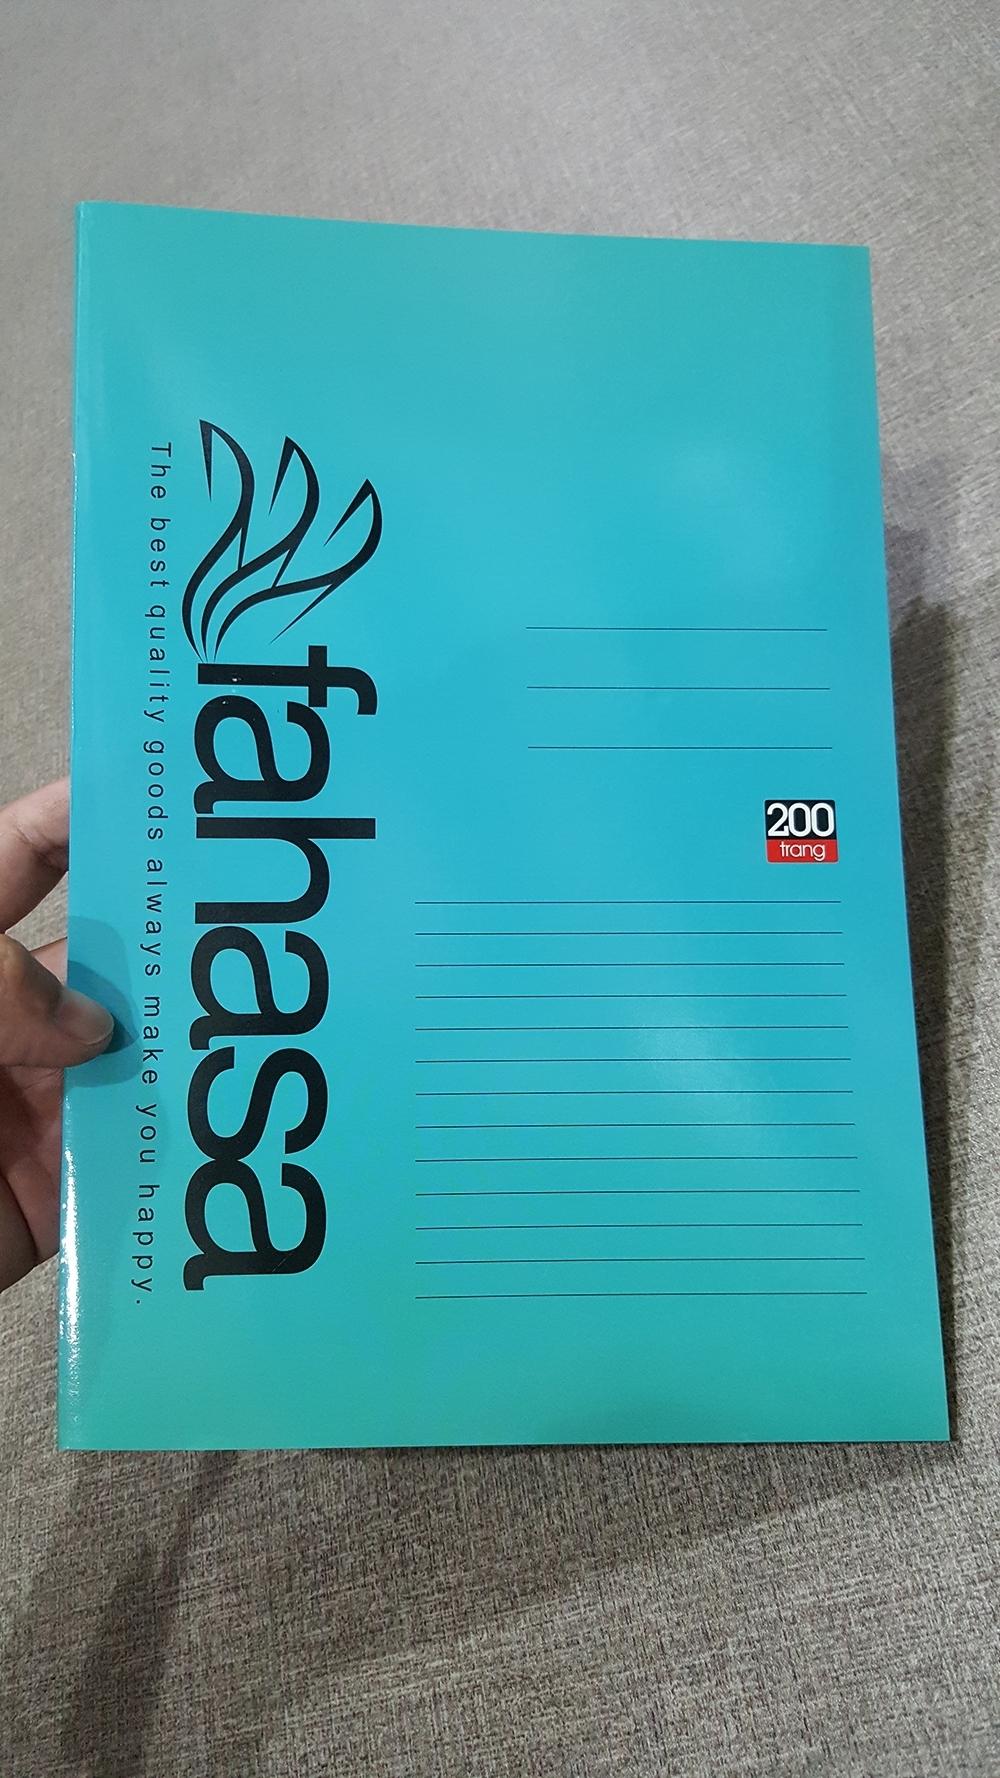 fahasa
The best quality goods always make you happy.
200
trang